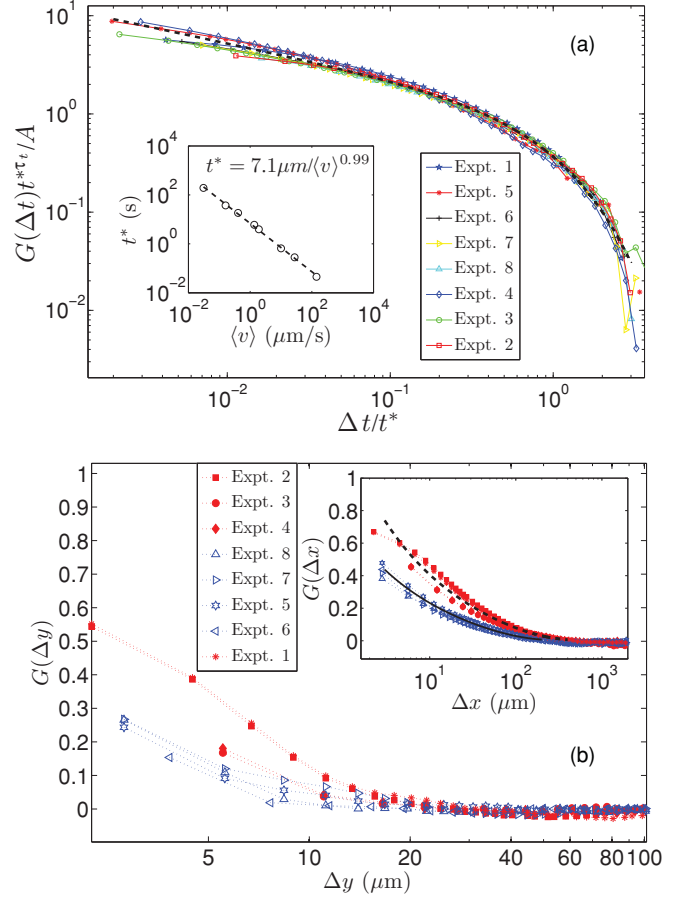 (a)
10^1
10^0
10^-1
10^-2
G(Δt)t*^τt/A
10^-2
10^-1
10^0
Δt/t*
t* = 7.1μm/⟨v⟩^0.99
10^4
10^2
10^0
10^-2
t* (s)
10^-2
10^0
10^2
10^4
⟨v⟩ (μm/s)
Expt. 1
Expt. 5
Expt. 6
Expt. 7
Expt. 8
Expt. 4
Expt. 3
Expt. 2
(b)
1
0.9
0.8
0.7
0.6
0.5
0.4
0.3
0.2
0.1
0
G(Δy)
5
10
20
40
60
80
100
Δy (μm)
Expt. 2
Expt. 3
Expt. 4
Expt. 8
Expt. 7
Expt. 5
Expt. 6
Expt. 1
1
0.8
0.6
0.4
0.2
0
G(Δx)
10^1
10^2
10^3
Δx (μm)